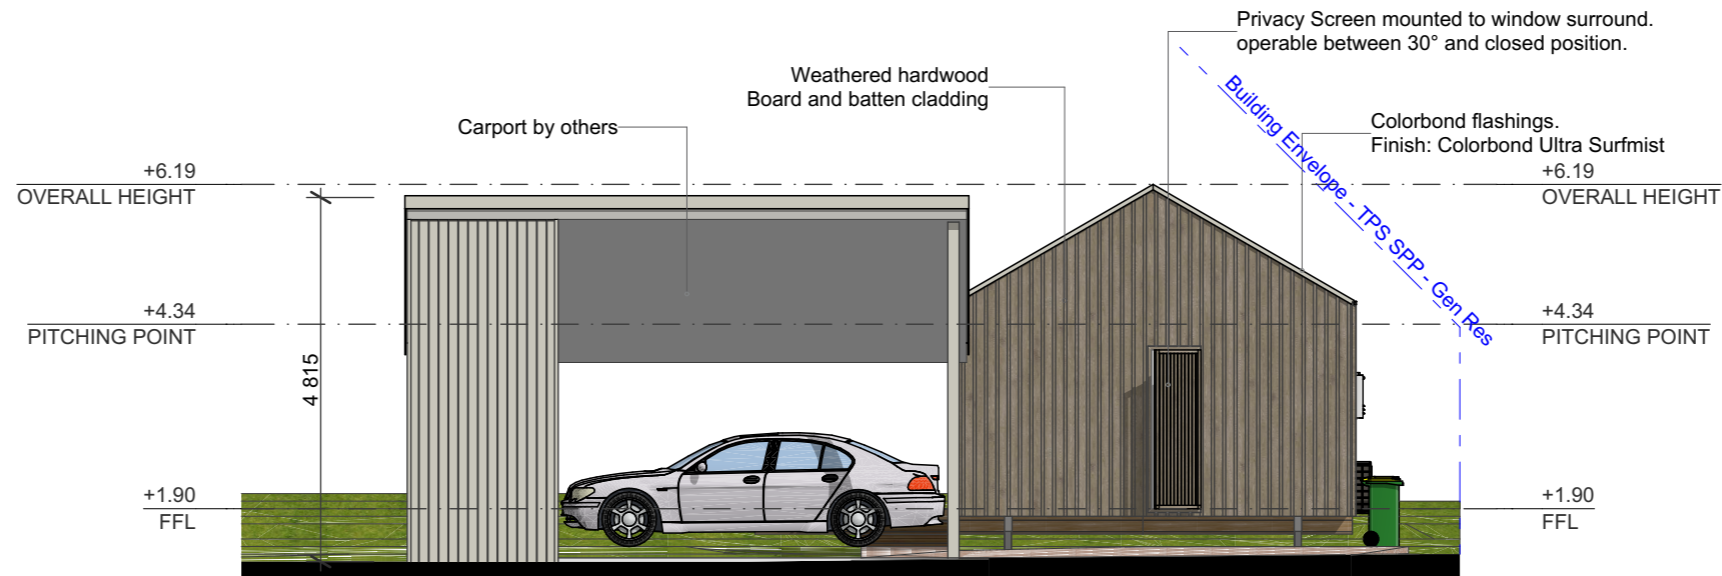 Privacy Screen mounted to window surround.
operable between 30° and closed position.
Weathered hardwood
Board and batten cladding
Building Envelope - TPS SPP - Gen Res
Carport by others
Colorbond flashings.
Finish: Colorbond Ultra Surfmist
+6.19
OVERALL HEIGHT
+6.19
OVERALL HEIGHT
+4.34
PITCHING POINT
+4.34
PITCHING POINT
4 815
+1.90
FFL
+1.90
FFL